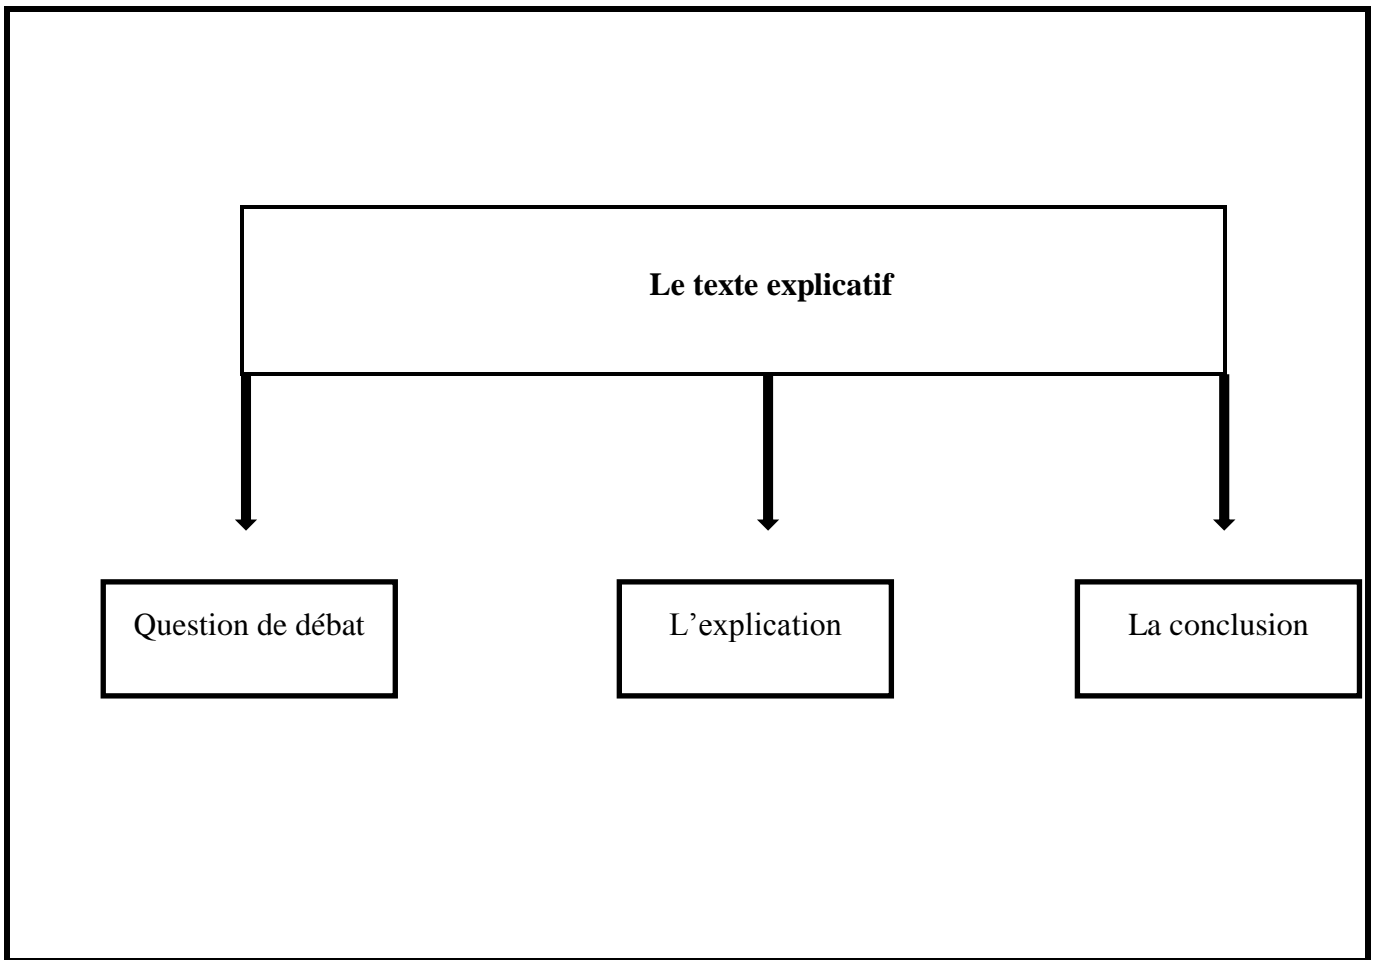 Le texte explicatif
Question de débat
L’explication
La conclusion